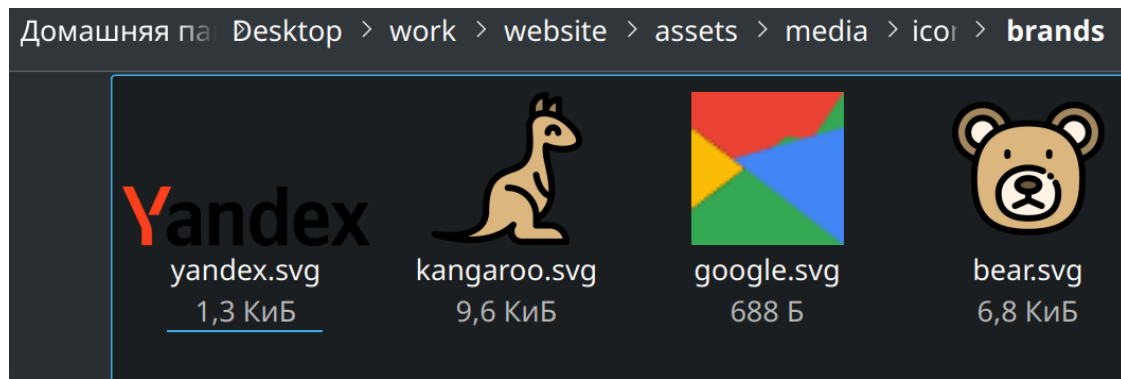 Домашняя па Desktop > work > website > assets > media > icon > brands
Yandex
yandex.svg kangaroo.svg google.svg bear.svg
1,3 КиБ 9,6 КиБ 688 Б 6,8 КиБ